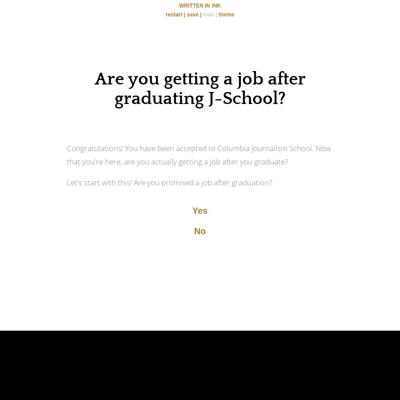 WRITTEN IN INK
restart | save | load | theme
Are you getting a job after
graduating J-School?
Congratulations! You have been accepted to Columbia Journalism School. Now
that you're here, are you actually getting a job after you graduate?
Let's start with this! Are you promised a job after graduation?
Yes
No